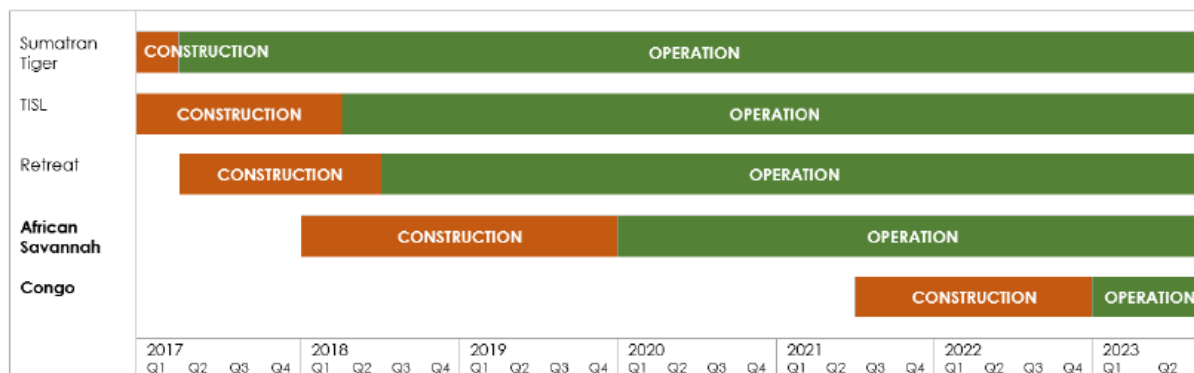 Sumatran
Tiger
CONSTRUCTION
OPERATION
TISL
CONSTRUCTION
OPERATION
Retreat
CONSTRUCTION
OPERATION
African
Savannah
CONSTRUCTION
OPERATION
Congo
CONSTRUCTION
OPERATION
2017 2018 2019 2020 2021 2022 2023
Q1 Q2 Q3 Q4 Q1 Q2 Q3 Q4 Q1 Q2 Q3 Q4 Q1 Q2 Q3 Q4 Q1 Q2 Q3 Q4 Q1 Q2 Q3 Q4 Q1 Q2